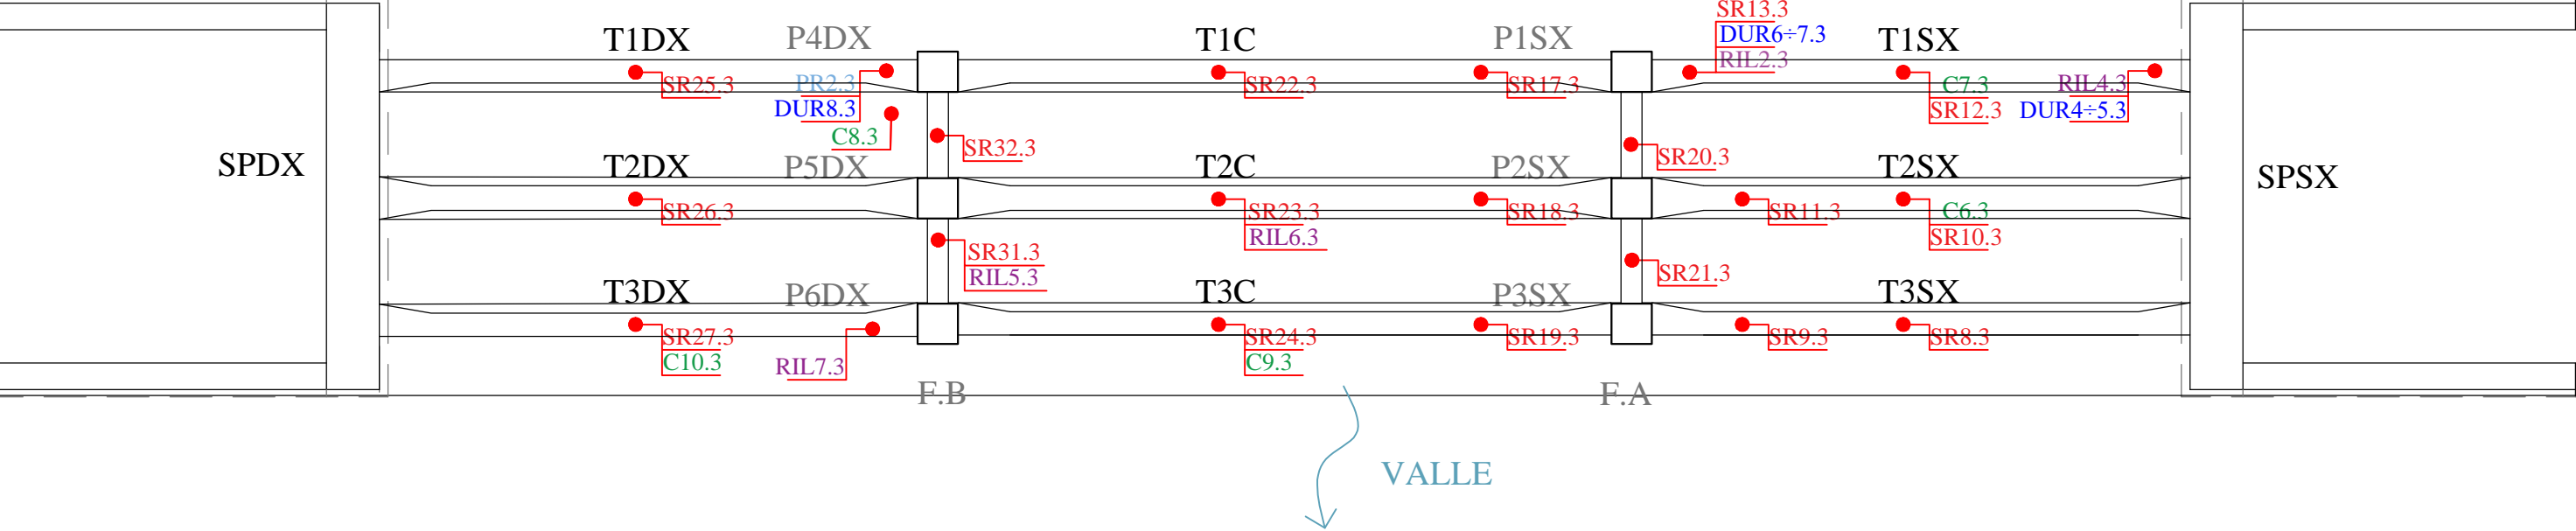 SR13.3
DUR6÷7.3
RIL2.3
T1DX
P4DX
T1C
P1SX
T1SX
SR25.3
PR2.3
DUR8.3
SR22.3
SR17.3
C7.3
SR12.3
RIL4.3
DUR4÷5.3
C8.3
SR32.3
SR20.3
SPDX
T2DX
P5DX
T2C
P2SX
T2SX
SPSX
SR26.3
SR23.3
RIL6.3
SR18.3
SR11.3
C6.3
SR10.3
SR31.3
RIL5.3
SR21.3
T3DX
P6DX
T3C
P3SX
T3SX
SR27.3
C10.3
RIL7.3
SR24.3
C9.3
SR19.3
SR9.3
SR8.3
F.B
F.A
VALLE